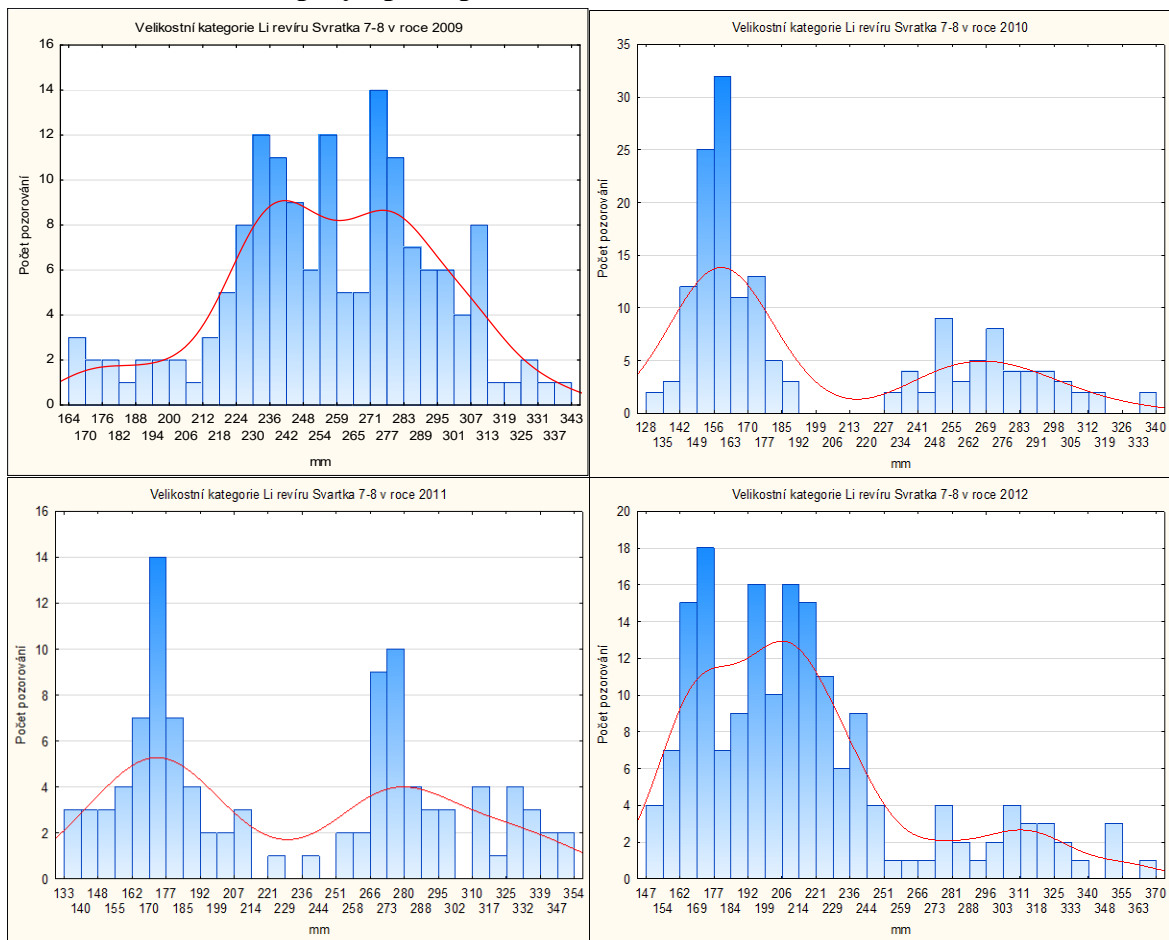 Velikostní kategorie Li revíru Svratka 7-8 v roce 2009
16
14
12
10
8
6
4
2
0
Počet pozorování
164 176 188 200 212 224 236 248 259 271 283 295 307 319 331 343
170 182 194 206 218 230 242 254 265 277 289 301 313 325 337
mm
Velikostní kategorie Li revíru Svratka 7-8 v roce 2010
35
30
25
20
15
10
5
0
Počet pozorování
128 142 156 170 185 199 213 227 241 255 269 283 298 312 326 340
135 149 163 177 192 206 220 234 248 262 276 291 305 319 333
mm
Velikostní kategorie Li revíru Svartka 7-8 v roce 2011
16
14
12
10
8
6
4
2
0
Počet pozorování
133 148 162 177 192 207 221 236 251 266 280 295 310 325 339 354
140 155 170 185 199 214 229 244 258 273 288 302 317 332 347
mm
Velikostní kategorie Li revíru Svratka 7-8 v roce 2012
20
18
16
14
12
10
8
6
4
2
0
Počet pozorování
147 162 177 192 206 221 236 251 266 281 296 311 325 340 355 370
154 169 184 199 214 229 244 259 273 288 303 318 333 348 363
mm